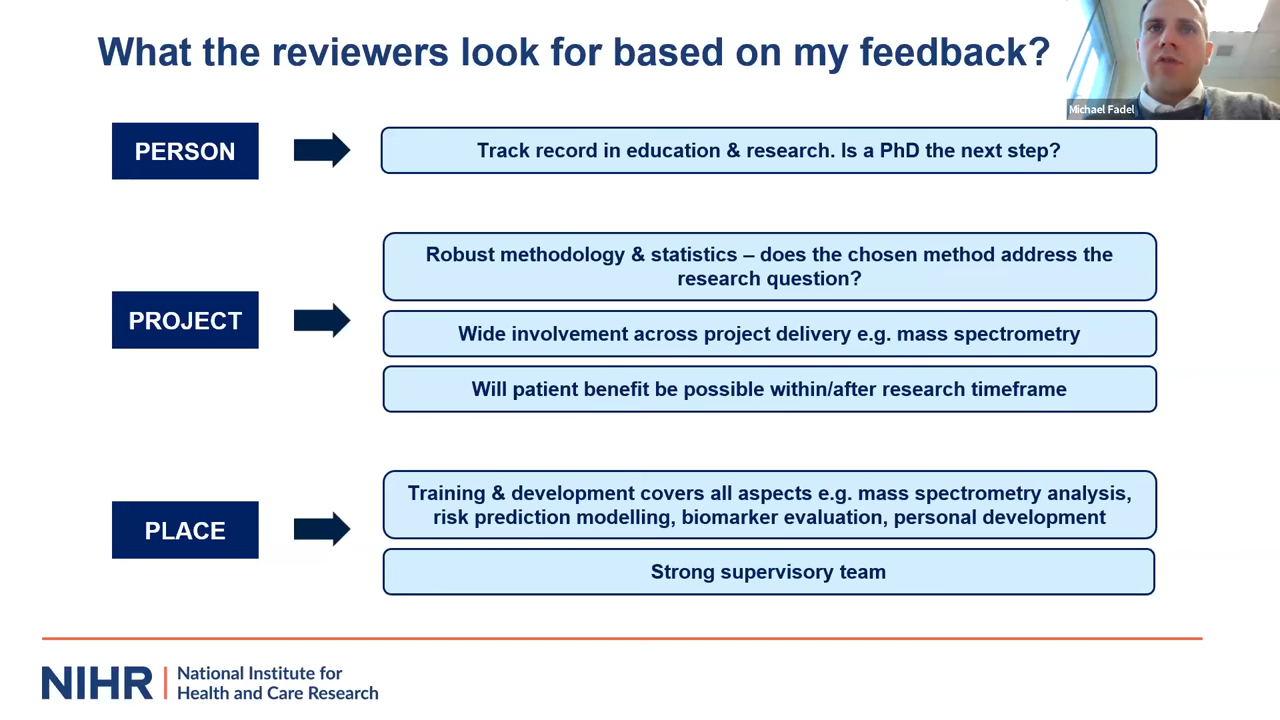 What the reviewers look for based on my feedback?
Michael Fadel
PERSON
Track record in education & research. Is a PhD the next step?
PROJECT
Robust methodology & statistics – does the chosen method address the
research question?
Wide involvement across project delivery e.g. mass spectrometry
Will patient benefit be possible within/after research timeframe
PLACE
Training & development covers all aspects e.g. mass spectrometry analysis,
risk prediction modelling, biomarker evaluation, personal development
Strong supervisory team
NIHR
National Institute for
Health and Care Research